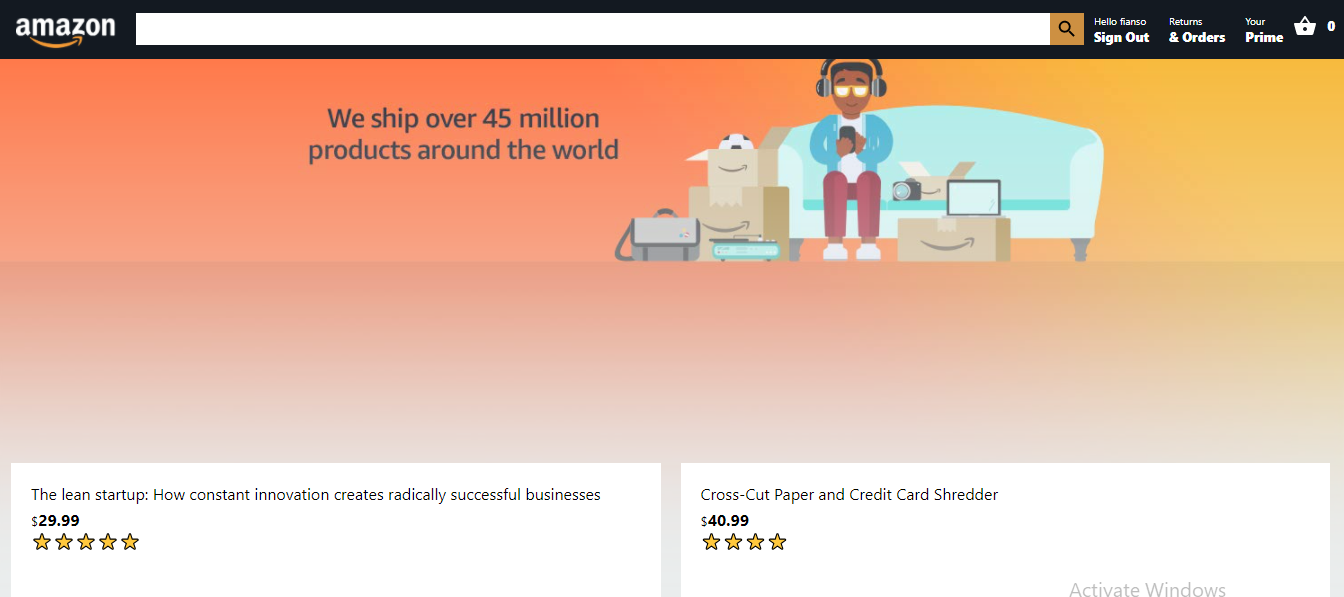 amazon
Hello fianso
Sign Out
Returns
& Orders
Your
Prime
0
We ship over 45 million
products around the world
The lean startup: How constant innovation creates radically successful businesses
$29.99
Cross-Cut Paper and Credit Card Shredder
$40.99
Activate Windows